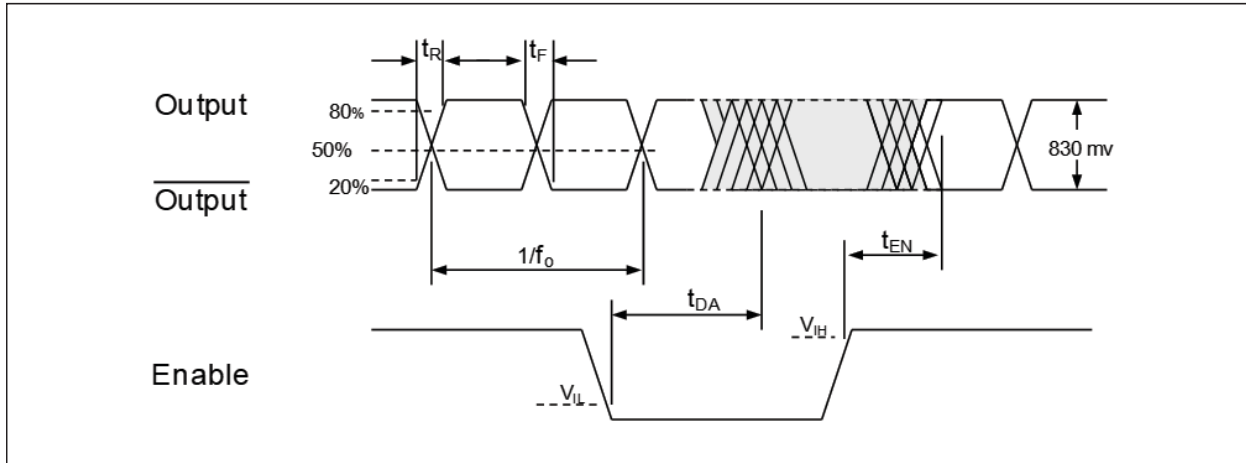 tR
tF
Output
80%
50%
830 mv
20%
Output
tEN
1/fo
tDA
VIH
Enable
VIL